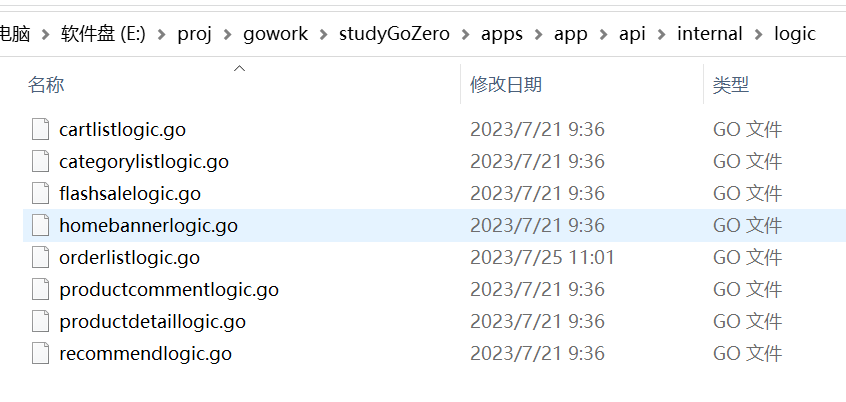 电脑 > 软件盘 (E:) > proj > gowork > studyGoZero > apps > app > api > internal > logic
名称 修改日期 类型
cartlistlogic.go 2023/7/21 9:36 GO 文件
categorylistlogic.go 2023/7/21 9:36 GO 文件
flashsalelogic.go 2023/7/21 9:36 GO 文件
homebannerlogic.go 2023/7/21 9:36 GO 文件
orderlistlogic.go 2023/7/25 11:01 GO 文件
productcommentlogic.go 2023/7/21 9:36 GO 文件
productdetaillogic.go 2023/7/21 9:36 GO 文件
recommendlogic.go 2023/7/21 9:36 GO 文件